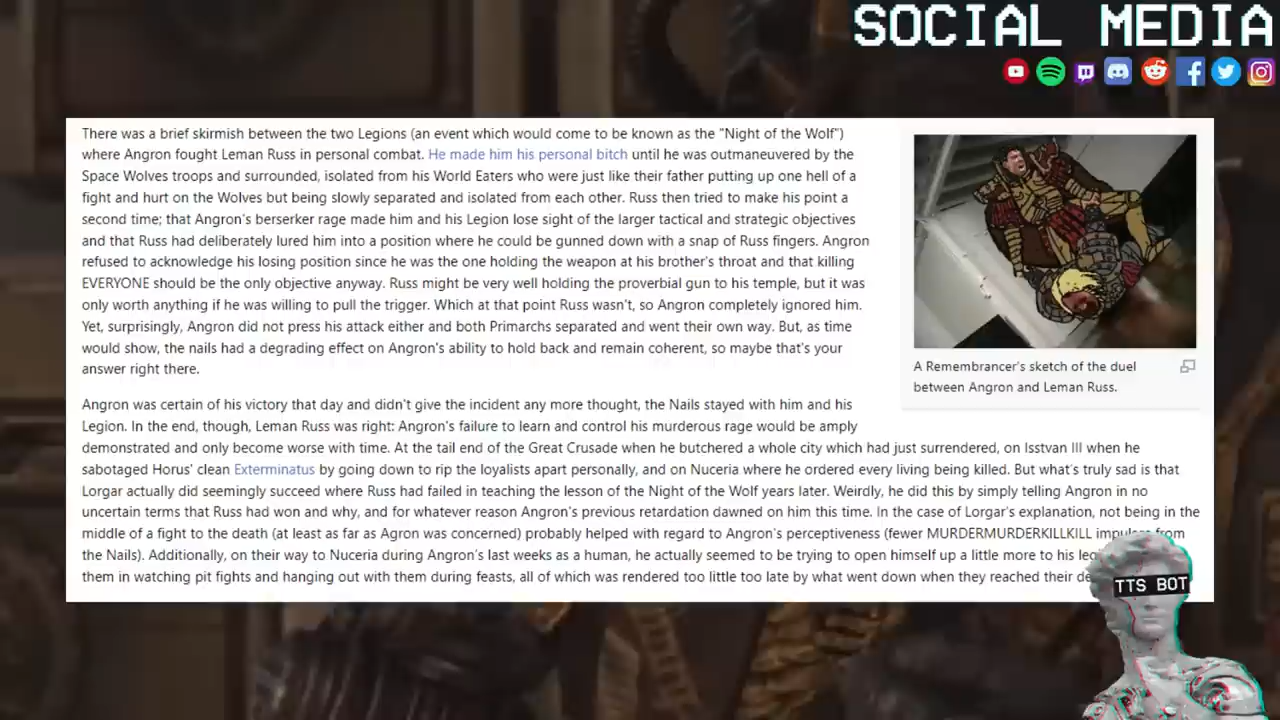 SOCIAL MEDIA
There was a brief skirmish between the two Legions (an event which would come to be known as the "Night of the Wolf")
where Angron fought Leman Russ in personal combat. He made him his personal bitch until he was outmaneuvered by the
Space Wolves troops and surrounded, isolated from his World Eaters who were just like their father putting up one hell of a
fight and hurt on the Wolves but being slowly separated and isolated from each other. Russ then tried to make his point a
second time; that Angron's berserker rage made him and his Legion lose sight of the larger tactical and strategic objectives
and that Russ had deliberately lured him into a position where he could be gunned down with a snap of Russ fingers. Angron
refused to acknowledge his losing position since he was the one holding the weapon at his brother's throat and that killing
EVERYONE should be the only objective anyway. Russ might be very well holding the proverbial gun to his temple, but it was
only worth anything if he was willing to pull the trigger. Which at that point Russ wasn't, so Angron completely ignored him.
Yet, surprisingly, Angron did not press his attack either and both Primarchs separated and went their own way. But, as time
would show, the nails had a degrading effect on Angron's ability to hold back and remain coherent, so maybe that's your
answer right there.
A Remembrancer's sketch of the duel
between Angron and Leman Russ.
Angron was certain of his victory that day and didn't give the incident any more thought, the Nails stayed with him and his
Legion. In the end, though, Leman Russ was right: Angron's failure to learn and control his murderous rage would be amply
demonstrated and only become worse with time. At the tail end of the Great Crusade when he butchered a whole city which had just surrendered, on Isstvan III when he
sabotaged Horus' clean Exterminatus by going down to rip the loyalists apart personally, and on Nuceria where he ordered every living being killed. But what's truly sad is that
Lorgar actually did seemingly succeed where Russ had failed in teaching the lesson of the Night of the Wolf years later. Weirdly, he did this by simply telling Angron in no
uncertain terms that Russ had won and why, and for whatever reason Angron's previous retardation dawned on him this time. In the case of Lorgar's explanation, not being in the
middle of a fight to the death (at least as far as Agron was concerned) probably helped with regard to Angron's perceptiveness (fewer MURDERMURDERKILLKILL from
the Nails). Additionally, on their way to Nuceria during Angron's last weeks as a human, he actually seemed to be trying to open himself up a little more to his
them in watching pit fights and hanging out with them during feasts, all of which was rendered too little too late by what went down when they reached their
TTS BOT